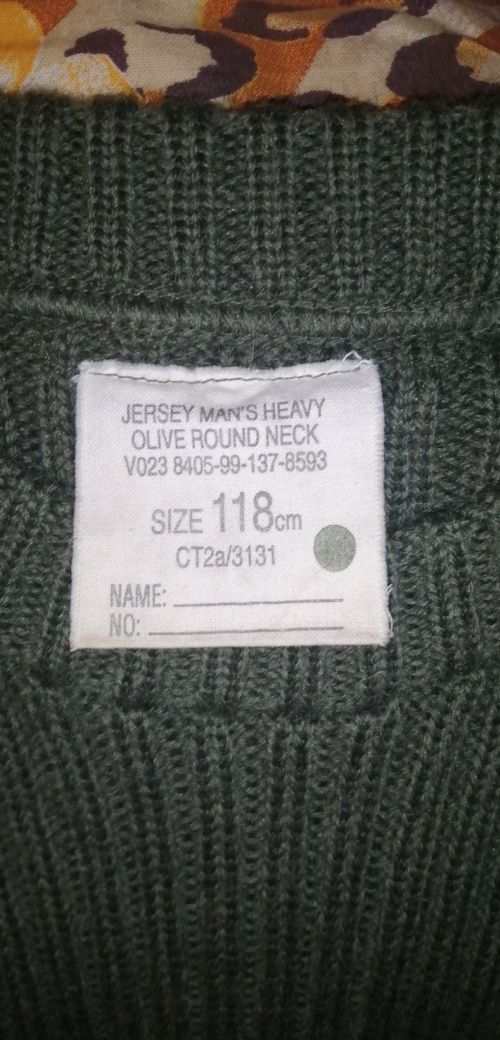 JERSEY MAN'S HEAVY
OLIVE ROUND NECK
V023 8405-99-137-8593
SIZE 118cm
CT2a/3131
NAME:
NO: